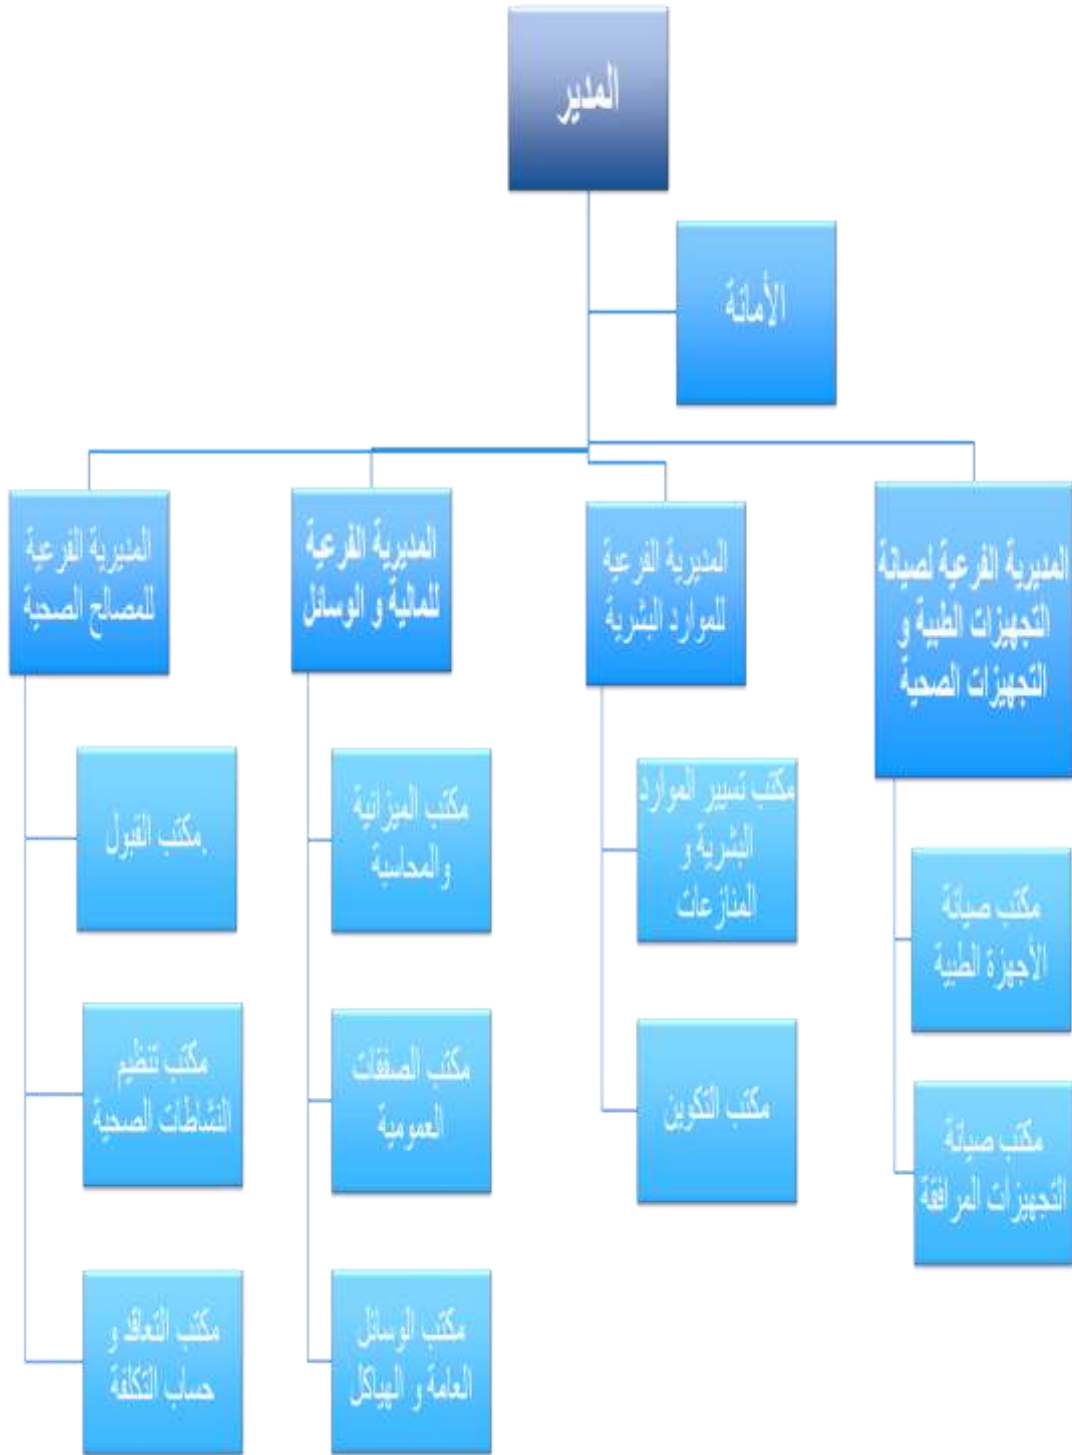 المدير
الأمانة
المديرية الفرعية لصيانة
التجهيزات الطبية و
التجهيزات الصحية
مكتب صيانة
الأجهزة الطبية
مكتب صيانة
التجهيزات المرافقة
المديرية الفرعية
للموارد البشرية
مكتب تسيير الموارد
البشرية و
المنازعات
مكتب التكوين
المديرية الفرعية
للمالية و الوسائل
مكتب الميزانية
والمحاسبة
مكتب الصفقات
العمومية
مكتب الوسائل
العامة و الهياكل
المديرية الفرعية
للمصالح الصحية
مكتب القبول.
مكتب تنظيم
النشاطات الصحية
مكتب التعاقد و
حساب التكلفة